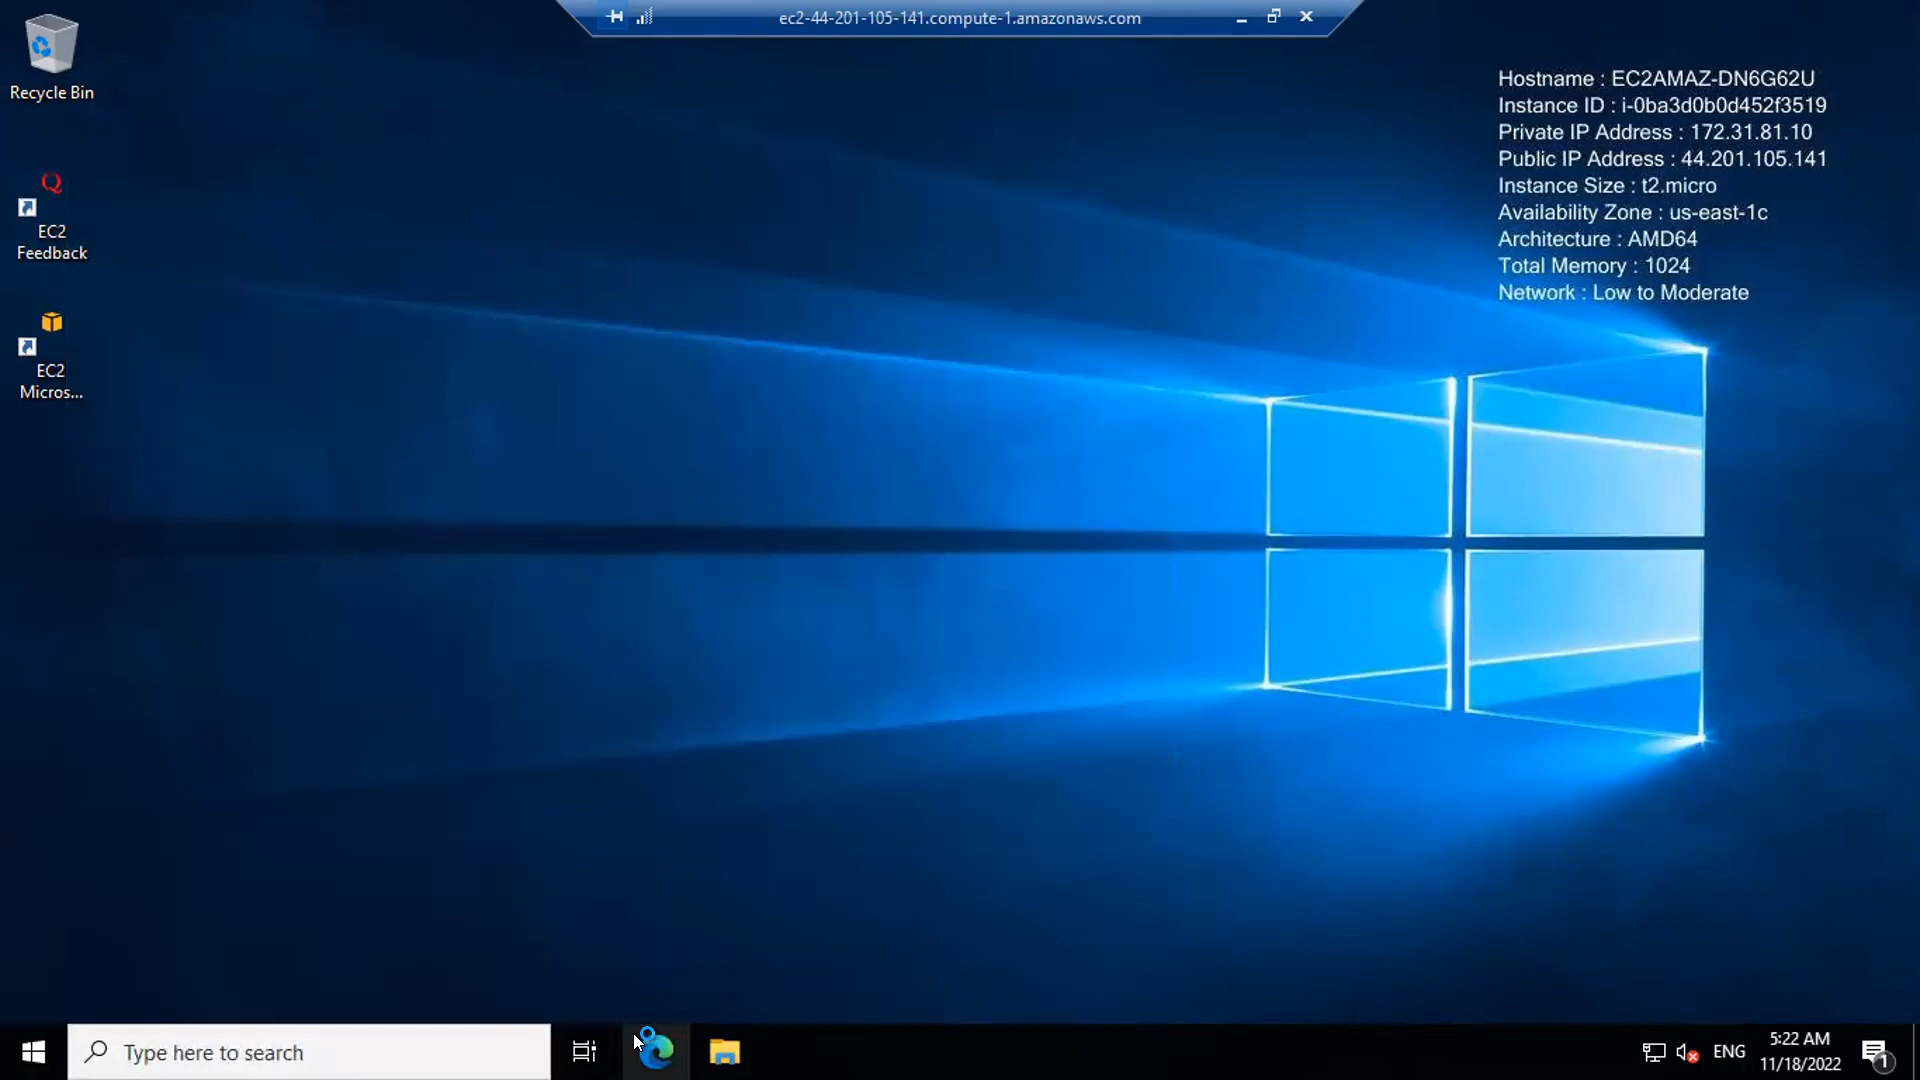 ec2-44-201-105-141.compute-1.amazonaws.com
Recycle Bin
EC2
Feedback
EC2
Micros...
Hostname : EC2AMAZ-DN6G62U
Instance ID : i-0ba3d0b0d452f3519
Private IP Address : 172.31.81.10
Public IP Address : 44.201.105.141
Instance Size : t2.micro
Availability Zone : us-east-1c
Architecture : AMD64
Total Memory : 1024
Network : Low to Moderate
Type here to search
ENG
5:22 AM
11/18/2022
1